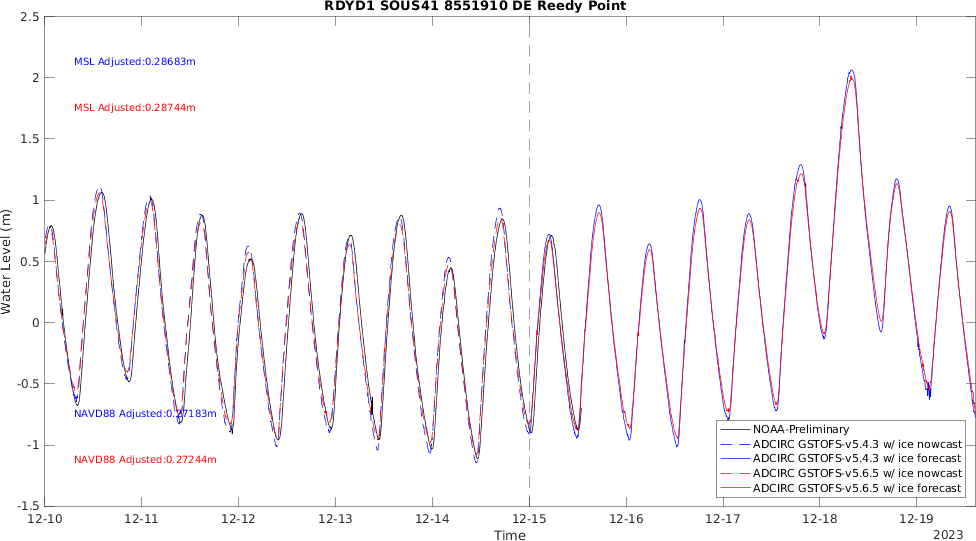 RDYD1 SOUS41 8551910 DE Reedy Point
2.5
2
1.5
1
0.5
0
-0.5
-1
-1.5
Water Level (m)
MSL Adjusted:0.28683m
MSL Adjusted:0.28744m
NAVD88 Adjusted:0.27183m
NAVD88 Adjusted:0.27244m
NOAA-Preliminary
ADCIRC GSTOFS-v5.4.3 w/ ice nowcast
ADCIRC GSTOFS-v5.4.3 w/ ice forecast
ADCIRC GSTOFS-v5.6.5 w/ ice nowcast
ADCIRC GSTOFS-v5.6.5 w/ ice forecast
12-10 12-11 12-12 12-13 12-14 12-15 12-16 12-17 12-18 12-19
Time
2023